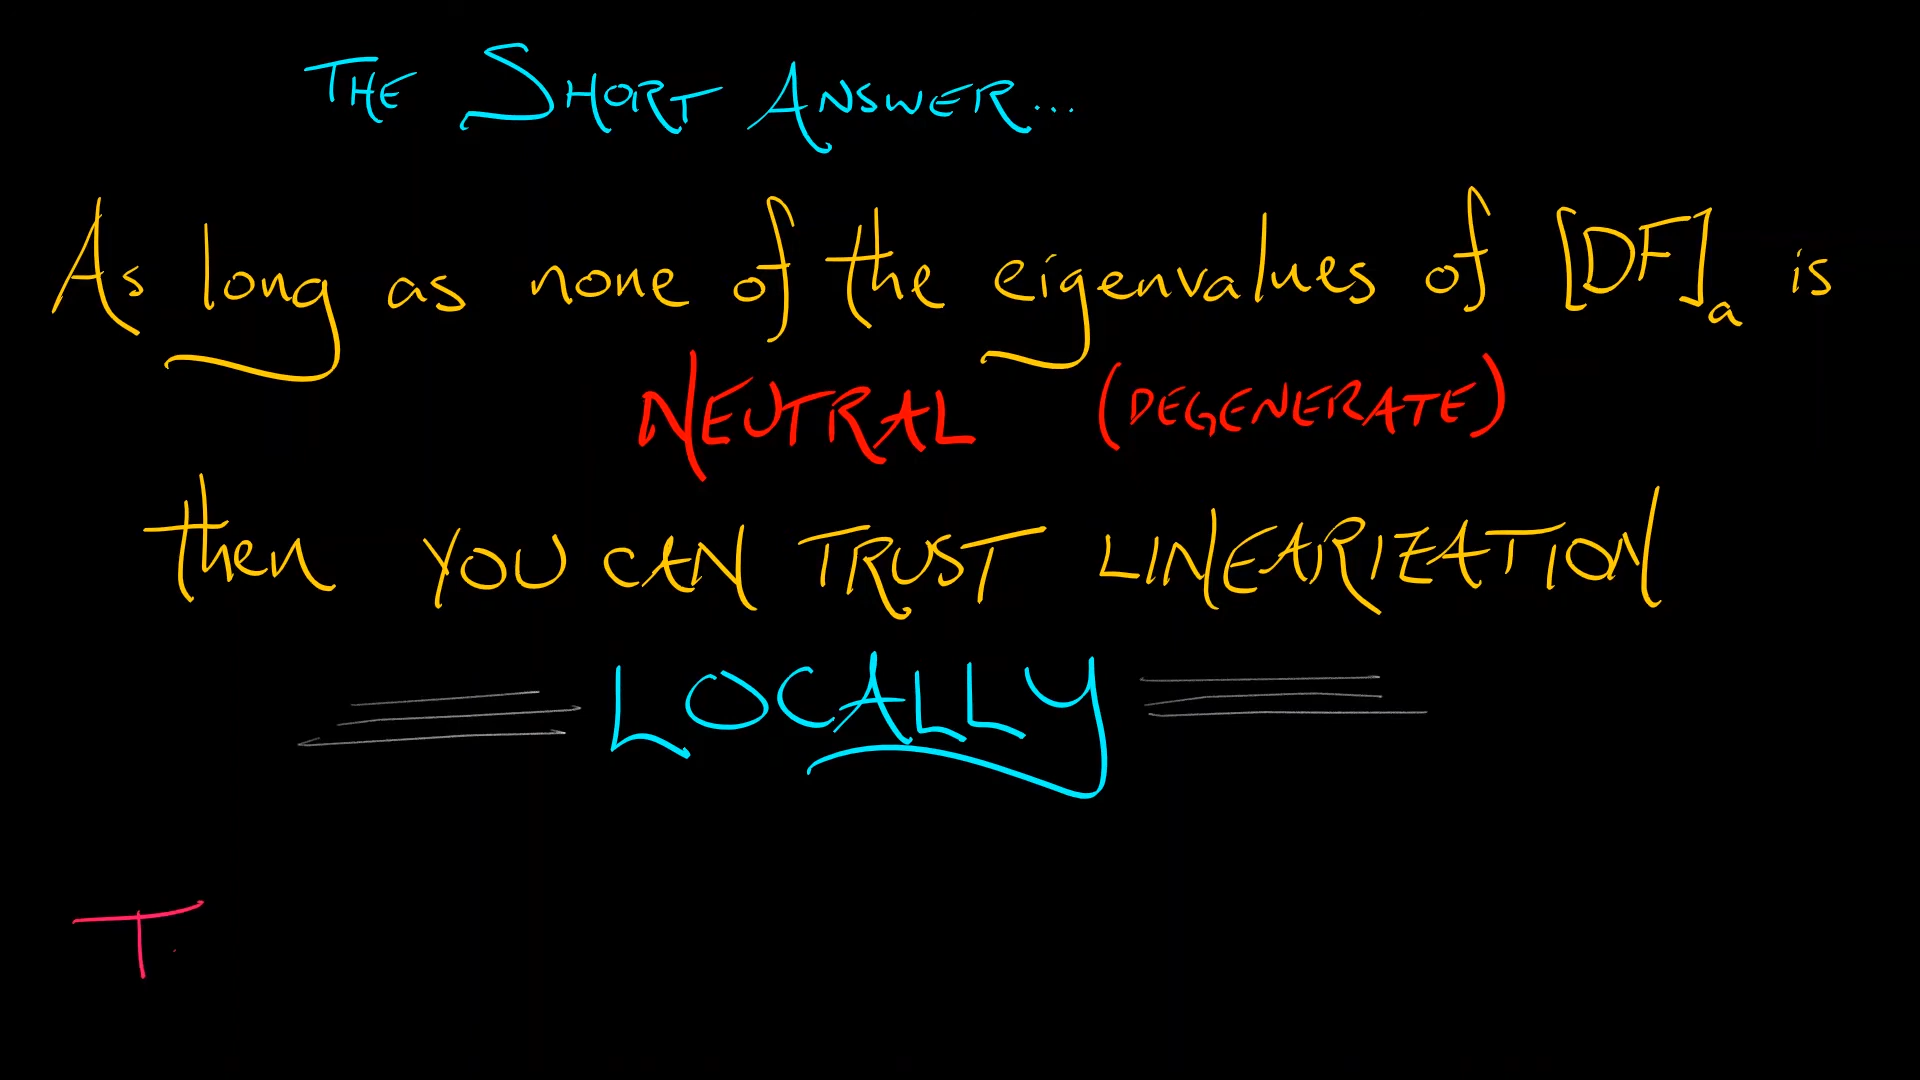 THE SHORT ANSWER...
As long as none of the eigenvalues of [DF]a is
NEUTRAL (DEGENERATE)
then YOU CAN TRUST LINEARIZATION
LOCALLY
T